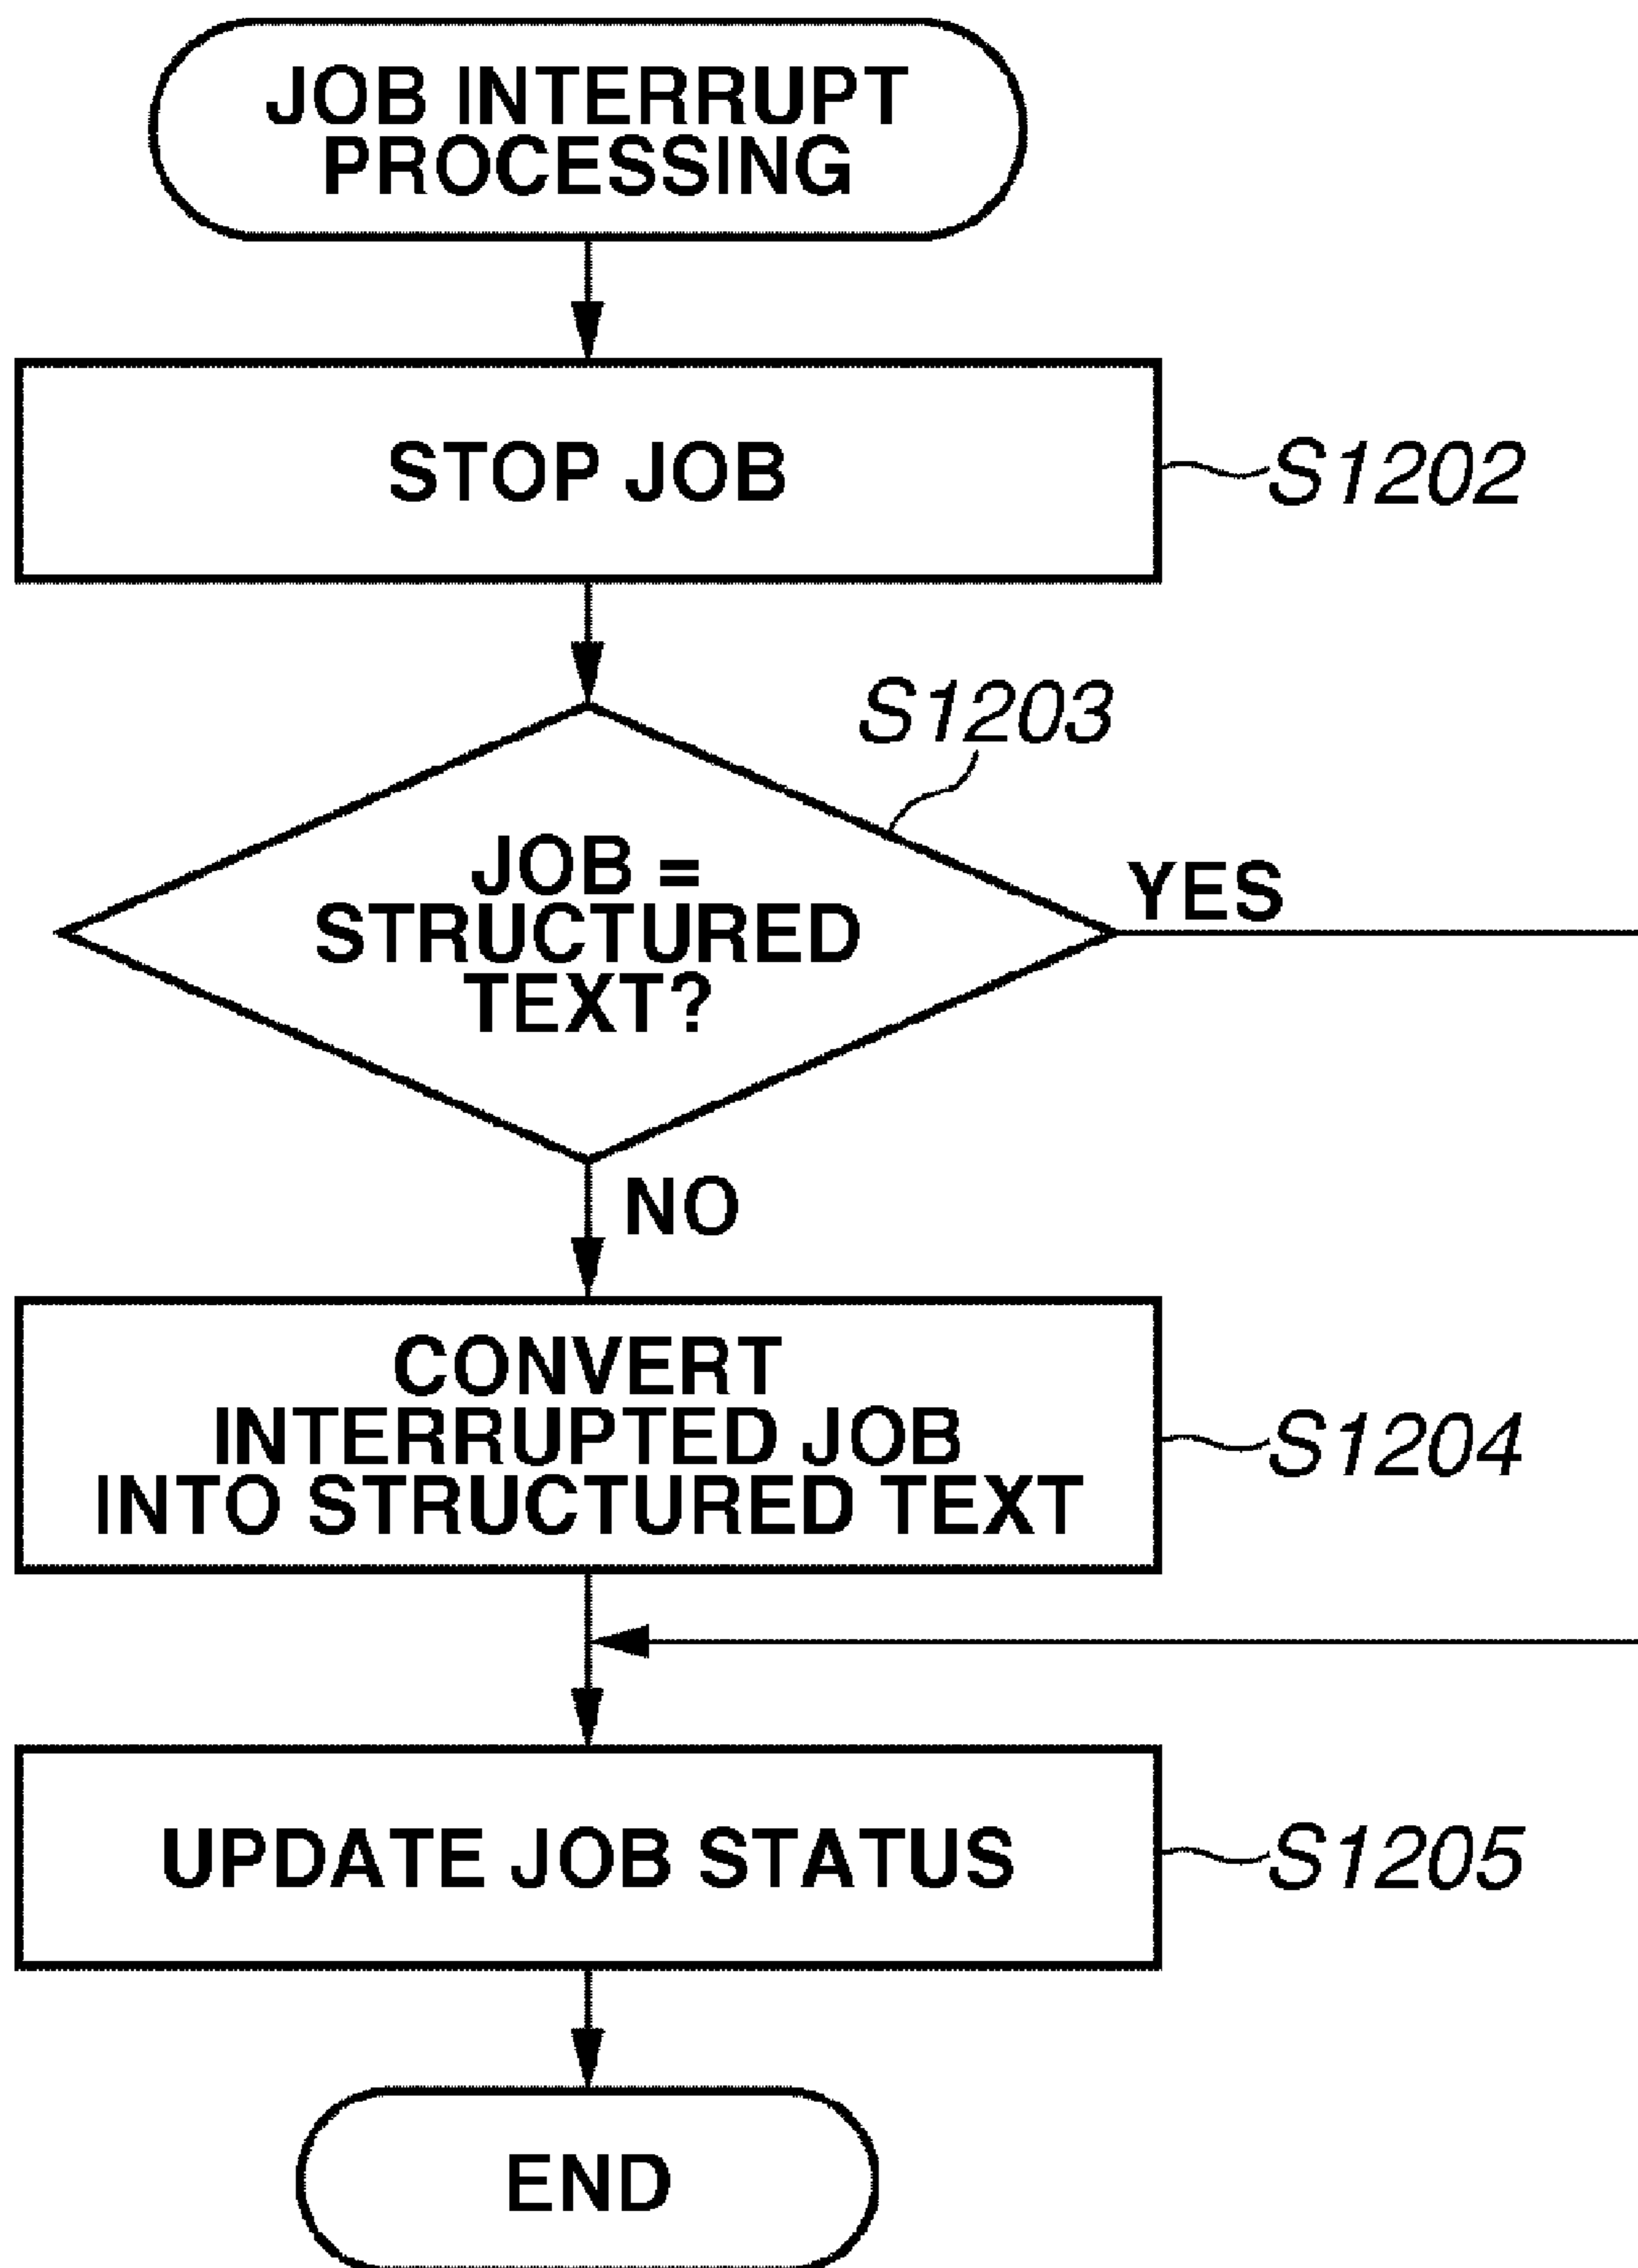 JOB INTERRUPT
PROCESSING
STOP JOB
S1202
S1203
JOB =
STRUCTURED
TEXT?
YES
NO
CONVERT
INTERRUPTED JOB
INTO STRUCTURED TEXT
S1204
UPDATE JOB STATUS
S1205
END